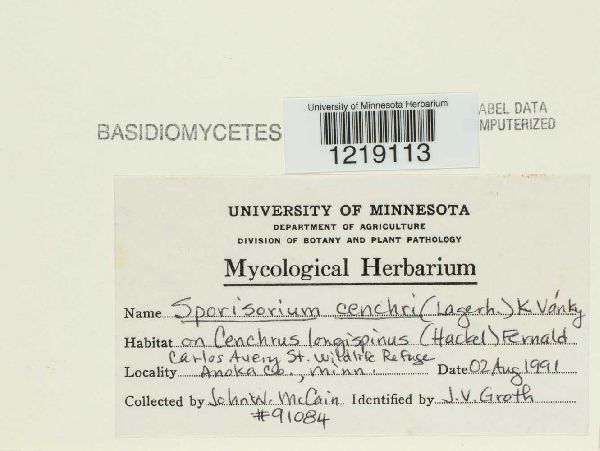 University of Minnesota Herbarium
1219113
BASIDIOMYCETES
ABEL DATA
MPUTERIZED
UNIVERSITY OF MINNESOTA
DEPARTMENT OF AGRICULTURE
DIVISION OF BOTANY AND PLANT PATHOLOGY
Mycological Herbarium
Name Sporisorium cenchri (Lagerh.) K Vánky
Habitat on Cenchrus longispinus (Hackel) Fernald
Carlos Avery St. Wildlife Refuge
Locality Anoka Co., Minn. Date 02 Aug 1991
Collected by John W. McCain Identified by J.V. Groth
#91084